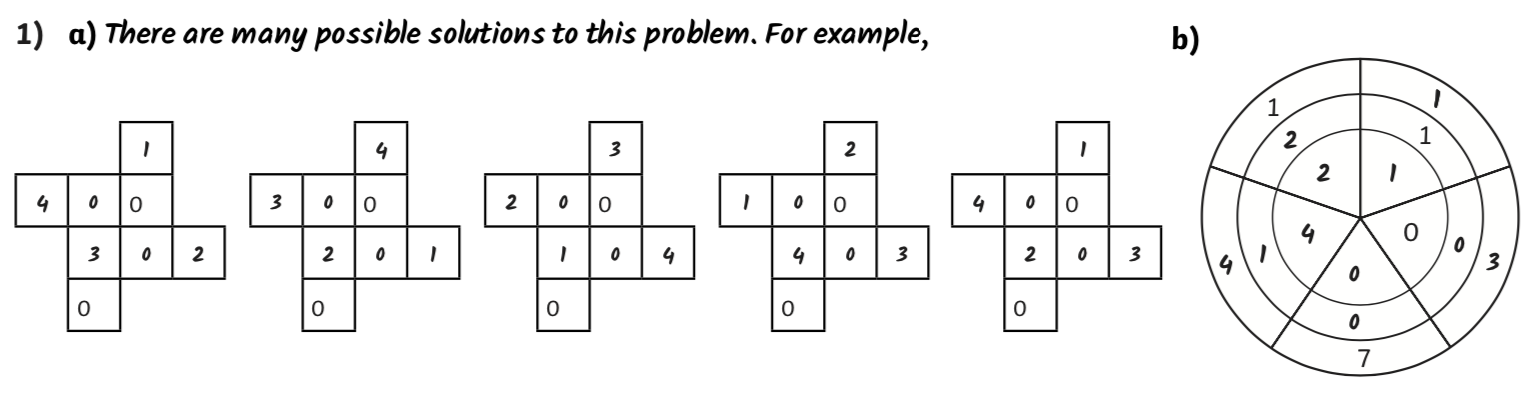 1) a) There are many possible solutions to this problem. For example,
b)
1 4 3 2 1
4 0 0 3 0 0 2 0 0 1 0 0 4 0 0
3 0 2 2 0 1 1 0 4 4 0 3 2 0 3
0 0 0 0 0
1 1
2 1
2 1
4 1 4 0 0 3
0
0
7